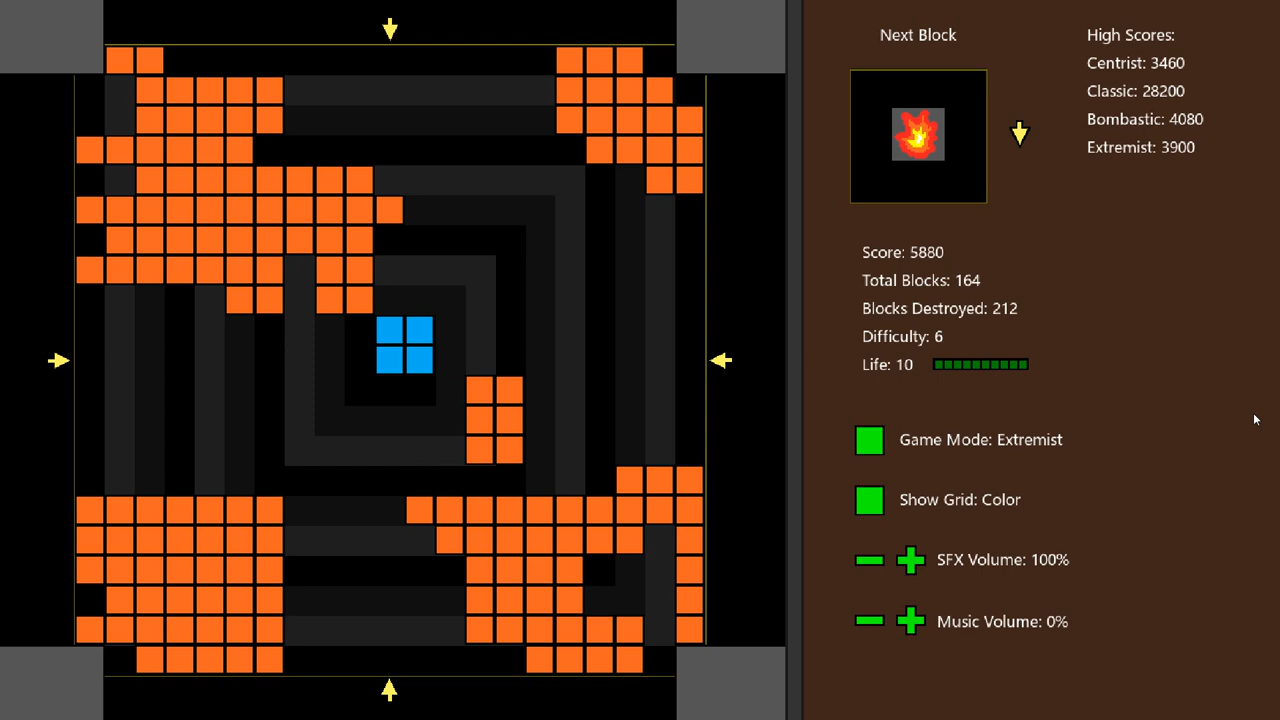 Next Block
High Scores:
Centrist: 3460
Classic: 28200
Bombastic: 4080
Extremist: 3900
Score: 5880
Total Blocks: 164
Blocks Destroyed: 212
Difficulty: 6
Life: 10
Game Mode: Extremist
Show Grid: Color
SFX Volume: 100%
Music Volume: 0%